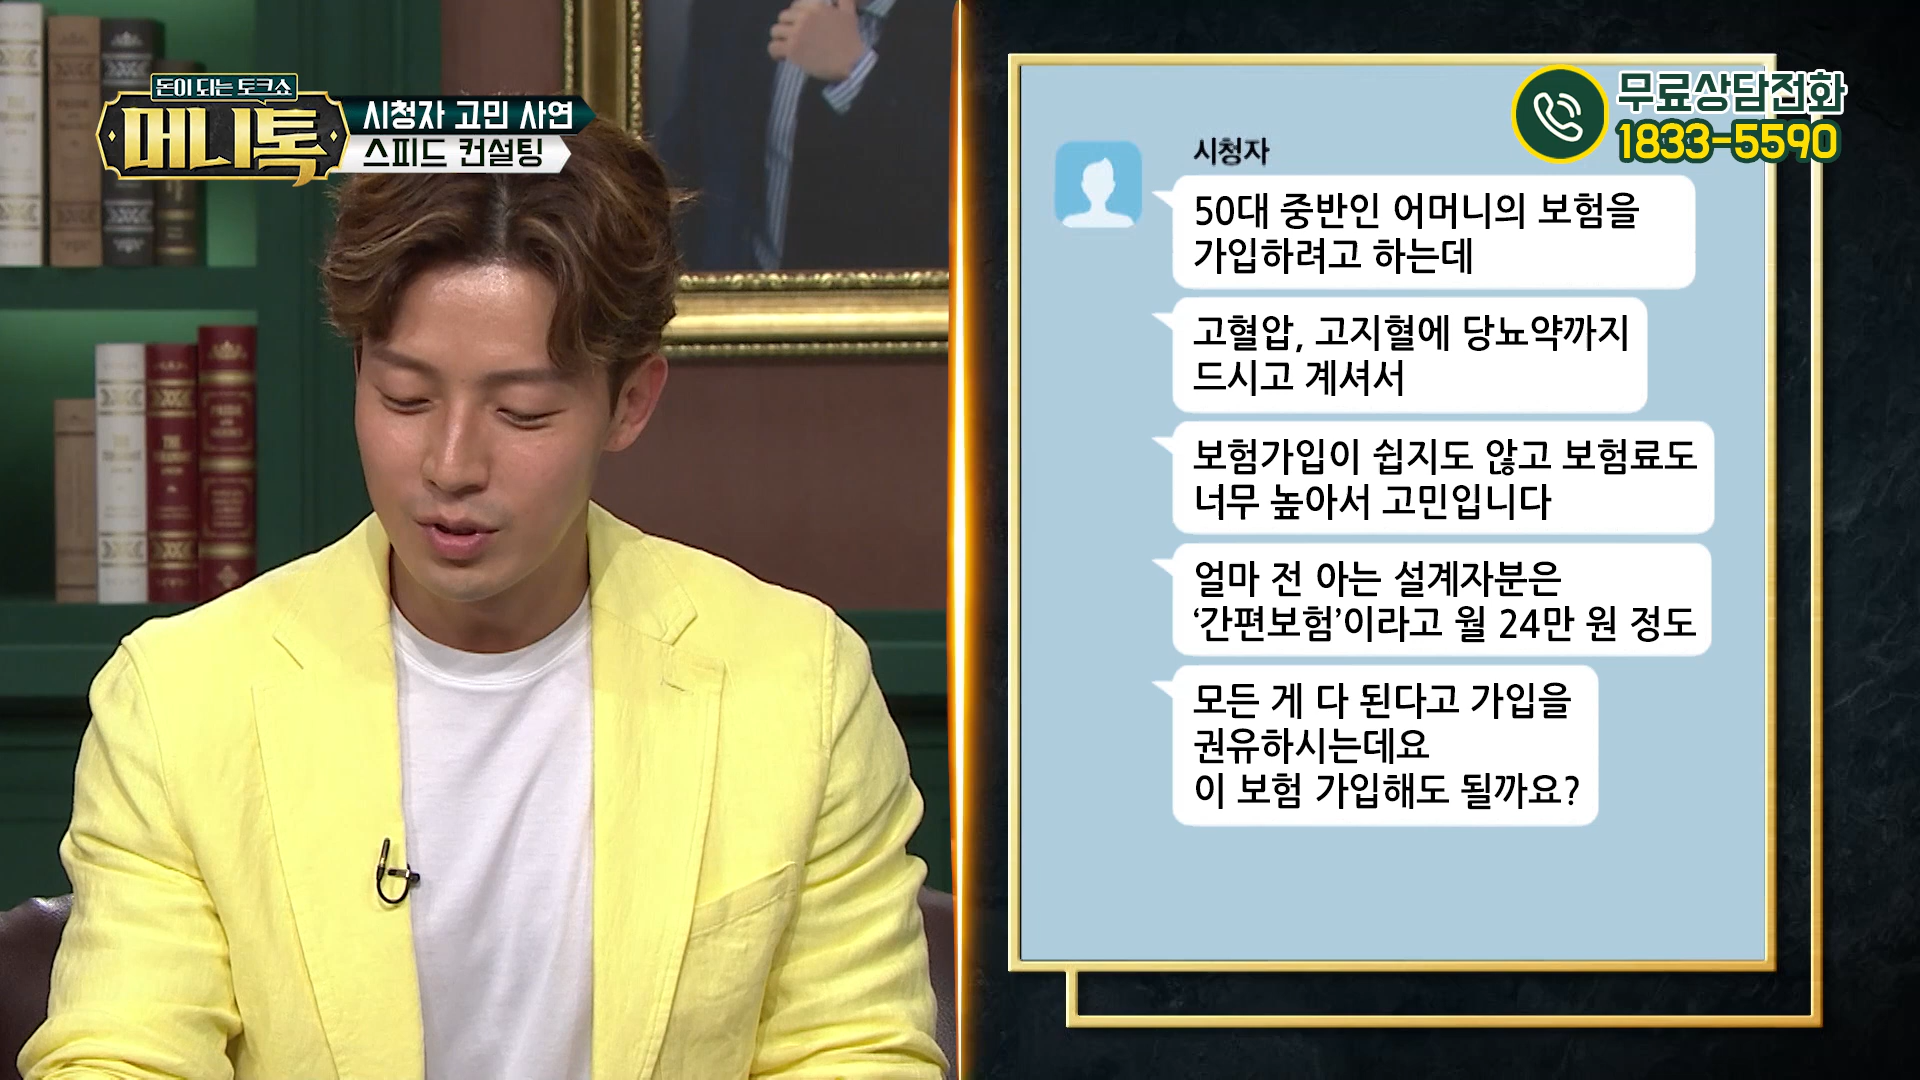 돈이 되는 토크쇼
머니톡
시청자 고민 사연
스피드 컨설팅
무료상담전화
1833-5590
시청자
50대 중반인 어머니의 보험을
가입하려고 하는데
고혈압, 고지혈에 당뇨약까지
드시고 계셔서
보험가입이 쉽지도 않고 보험료도
너무 높아서 고민입니다
얼마 전 아는 설계자분은
‘간편보험’이라고 월 24만 원 정도
모든 게 다 된다고 가입을
권유하시는데요
이 보험 가입해도 될까요?